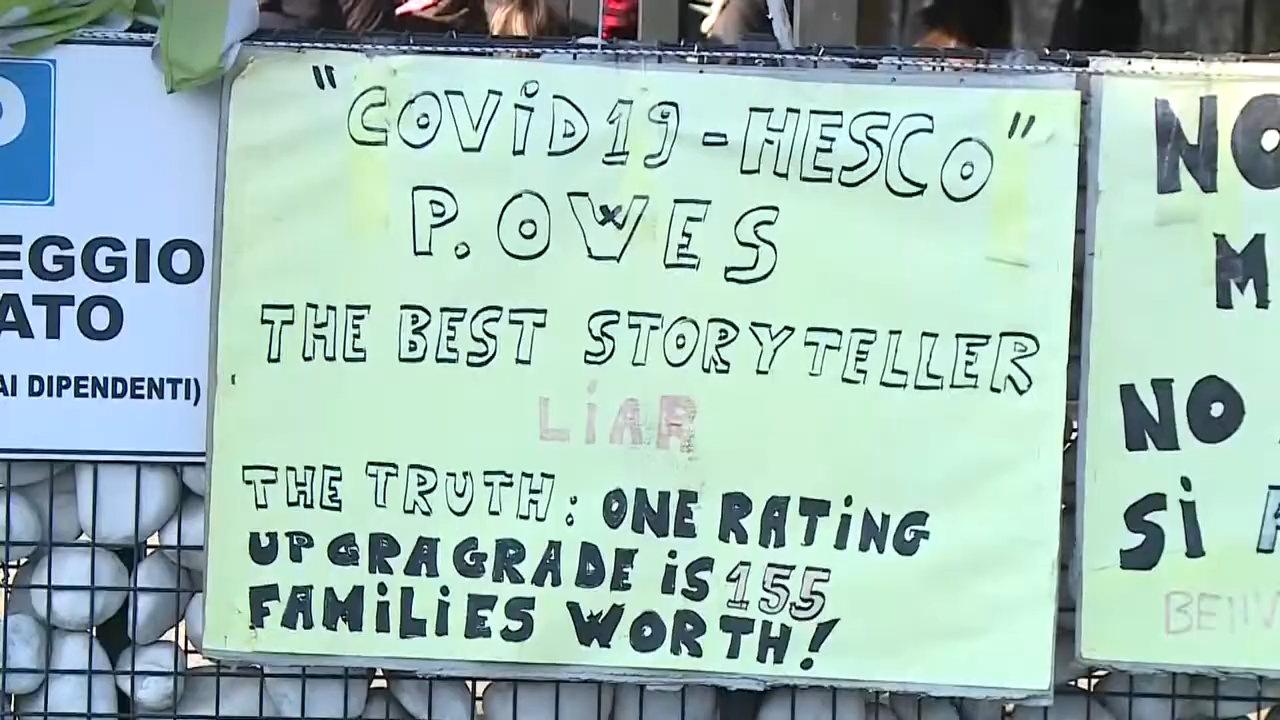 EGGIO
ATO
AI DIPENDENTI)
"COViD19-HESCO"
P. OWES
THE BEST STORYTELLER
LiAR
THE TRUTH: ONE RATiNG
UPGRAGRADE iS 155
FAMiLiES WORTH!
NO
M
NO
Si